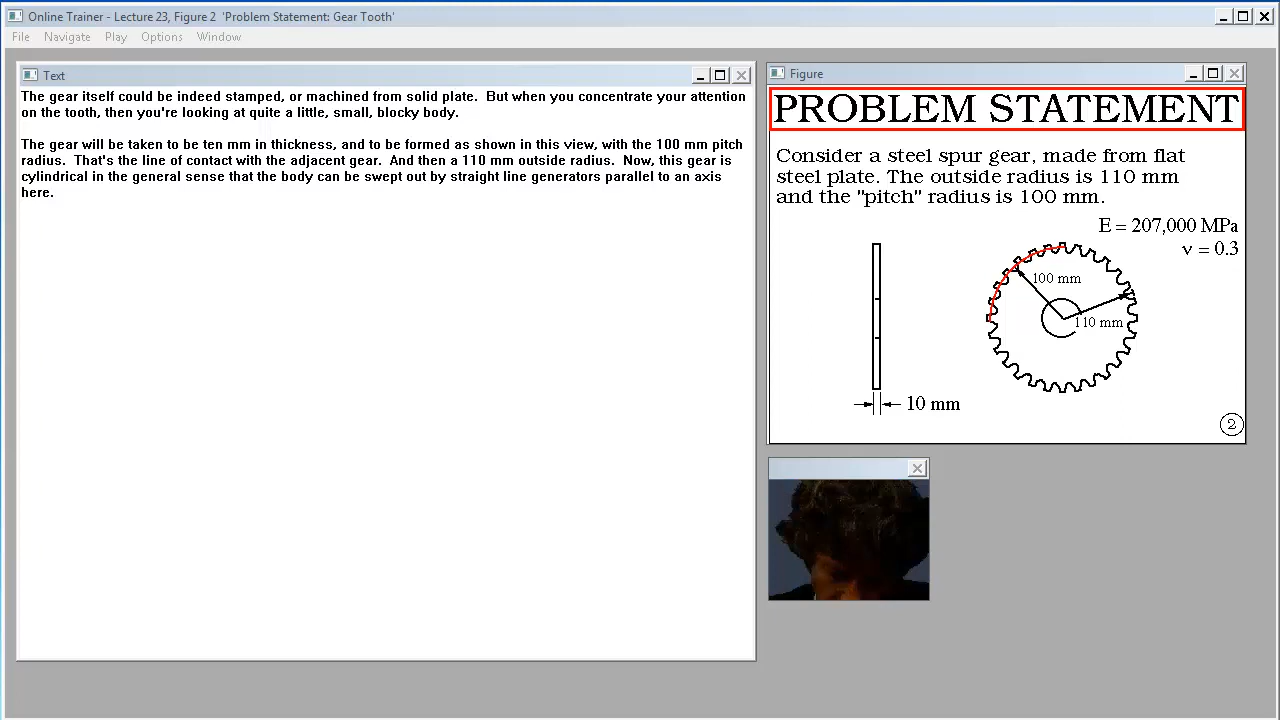 Online Trainer - Lecture 23, Figure 2  'Problem Statement: Gear Tooth'
File Navigate Play Options Window
Text
The gear itself could be indeed stamped, or machined from solid plate.  But when you concentrate your attention
on the tooth, then you're looking at quite a little, small, blocky body.
The gear will be taken to be ten mm in thickness, and to be formed as shown in this view, with the 100 mm pitch
radius.  That's the line of contact with the adjacent gear.  And then a 110 mm outside radius.  Now, this gear is
cylindrical in the general sense that the body can be swept out by straight line generators parallel to an axis
here.
Figure
PROBLEM STATEMENT
Consider a steel spur gear, made from flat
steel plate. The outside radius is 110 mm
and the "pitch" radius is 100 mm.
E = 207,000 MPa
ν = 0.3
100 mm
110 mm
10 mm
2